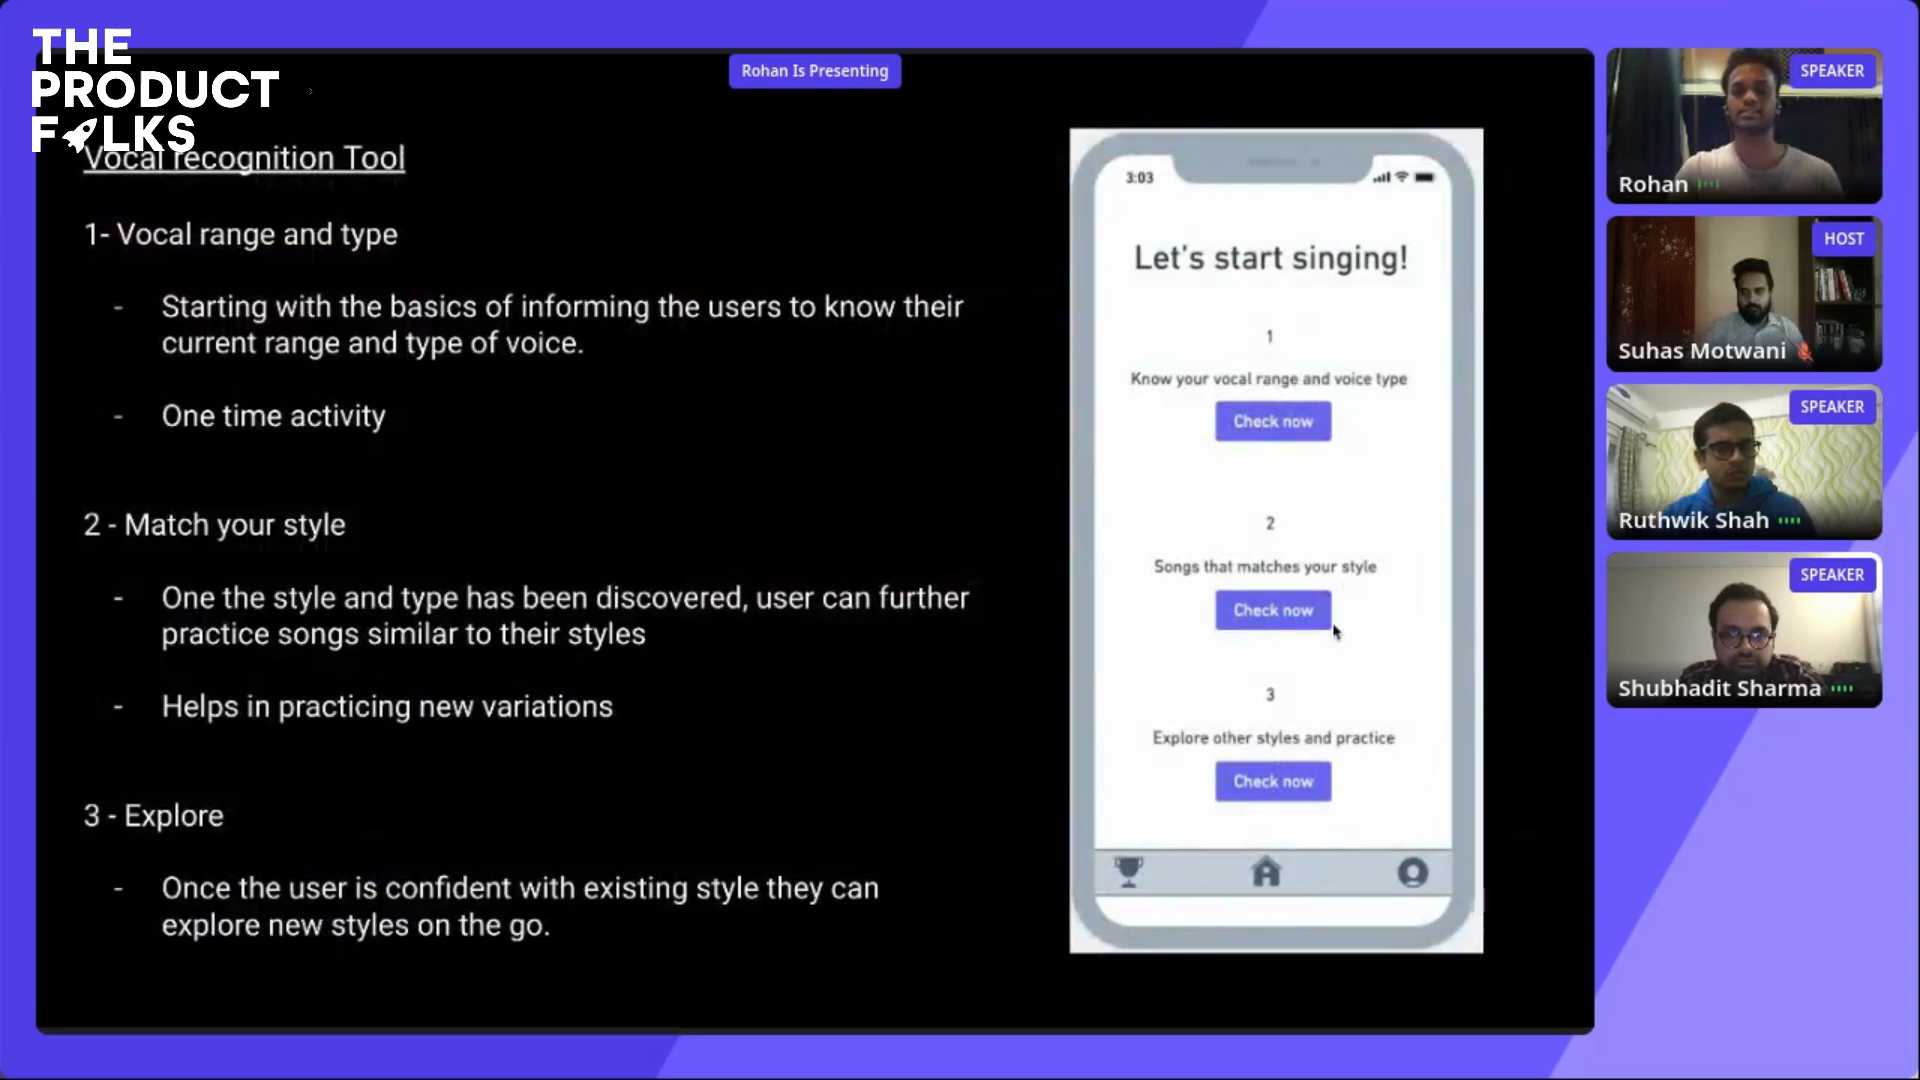 THE
PRODUCT
FOLKS
Rohan Is Presenting
Vocal recognition Tool
1- Vocal range and type
- Starting with the basics of informing the users to know their
current range and type of voice.
- One time activity
2 - Match your style
- One the style and type has been discovered, user can further
practice songs similar to their styles
- Helps in practicing new variations
3 - Explore
- Once the user is confident with existing style they can
explore new styles on the go.
3:03
Let's start singing!
1
Know your vocal range and voice type
Check now
2
Songs that matches your style
Check now
3
Explore other styles and practice
Check now
SPEAKER
Rohan
HOST
Suhas Motwani
SPEAKER
Ruthwik Shah
SPEAKER
Shubhadit Sharma